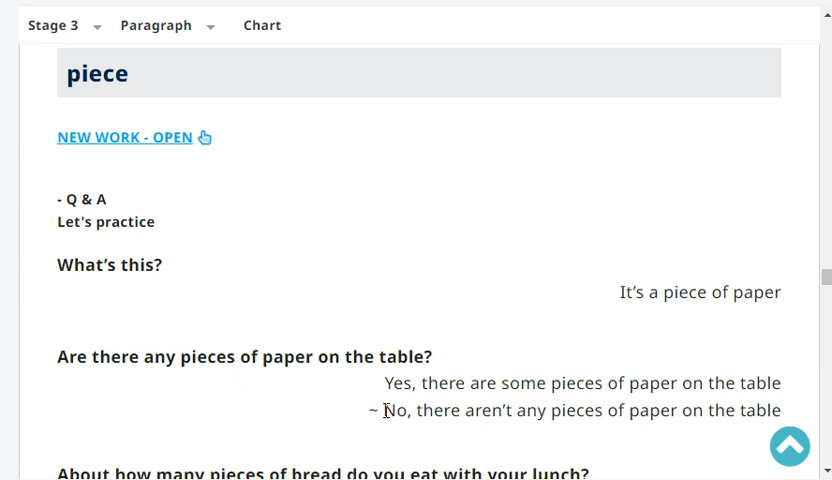 Stage 3 Paragraph Chart
piece
NEW WORK - OPEN
- Q & A
Let's practice
What's this?
It's a piece of paper
Are there any pieces of paper on the table?
Yes, there are some pieces of paper on the table
~ No, there aren't any pieces of paper on the table
About how many pieces of bread do you eat with your lunch?